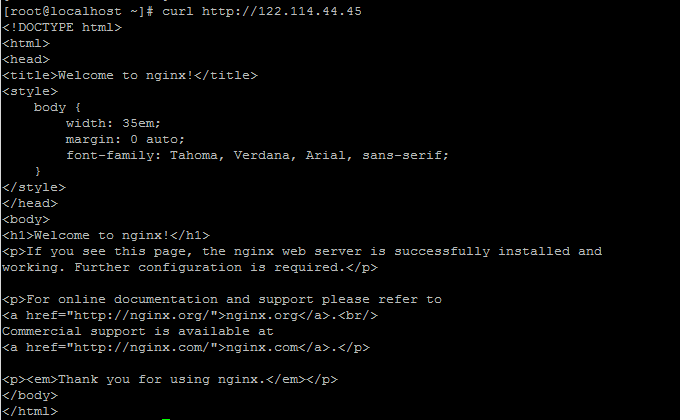 [root@localhost ~]# curl http://122.114.44.45
<!DOCTYPE html>
<html>
<head>
<title>Welcome to nginx!</title>
<style>
    body {
        width: 35em;
        margin: 0 auto;
        font-family: Tahoma, Verdana, Arial, sans-serif;
    }
</style>
</head>
<body>
<h1>Welcome to nginx!</h1>
<p>If you see this page, the nginx web server is successfully installed and
working. Further configuration is required.</p>

<p>For online documentation and support please refer to
<a href="http://nginx.org/">nginx.org</a>.<br/>
Commercial support is available at
<a href="http://nginx.com/">nginx.com</a>.</p>

<p><em>Thank you for using nginx.</em></p>
</body>
</html>